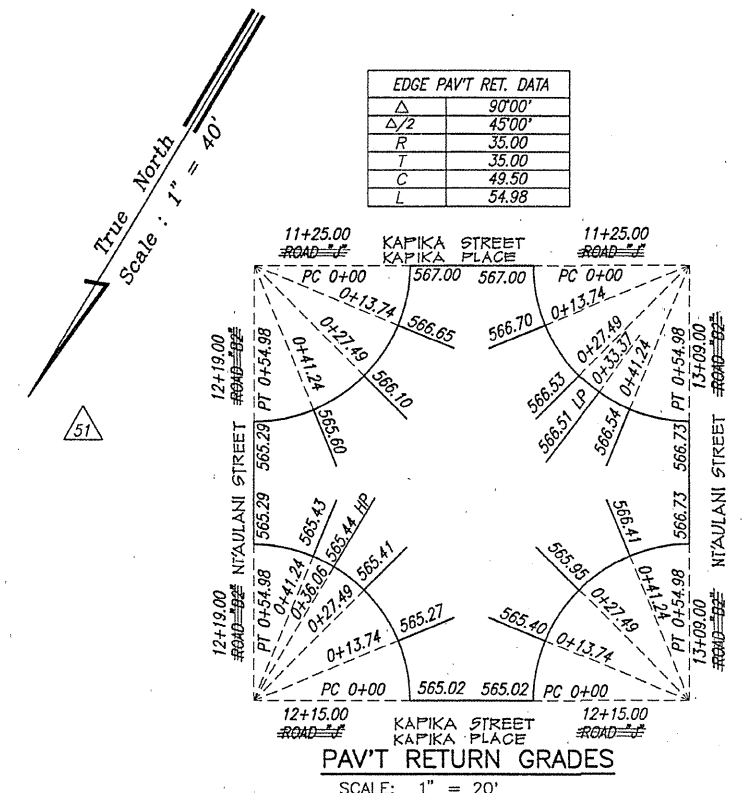 True North
Scale : 1" = 40'
51
EDGE PAV'T RET. DATA
Δ 90°00'
Δ/2 45°00'
R 35.00
T 35.00
C 49.50
L 54.98
11+25.00
ROAD "J"
KAPIKA STREET
KAPIKA PLACE
11+25.00
ROAD "J"
PC 0+00
567.00
567.00
PC 0+00
0+13.74
566.65
0+27.49
566.10
0+41.24
565.60
PT 0+54.98
565.29
12+19.00
ROAD "D2"
0+13.74
566.70
0+27.49
566.53
0+33.37
566.51 LP
0+41.24
566.54
PT 0+54.98
566.73
13+09.00
ROAD "D2"
NI'AULANI STREET
NI'AULANI STREET
565.29
PT 0+54.98
12+19.00
ROAD "D2"
0+41.24
565.43
0+36.06
565.44 HP
0+27.49
565.41
0+13.74
565.27
566.73
PT 0+54.98
13+09.00
ROAD "D2"
566.41
0+41.24
565.95
0+27.49
565.40
0+13.74
PC 0+00
565.02
565.02
PC 0+00
12+15.00
ROAD "J"
KAPIKA STREET
KAPIKA PLACE
12+15.00
ROAD "J"
PAV'T RETURN GRADES
SCALE: 1" = 20'